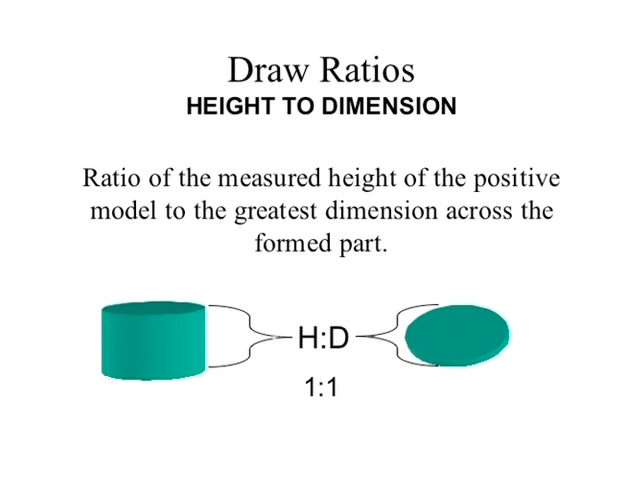 Draw Ratios
HEIGHT TO DIMENSION
Ratio of the measured height of the positive
model to the greatest dimension across the
formed part.
H:D
1:1